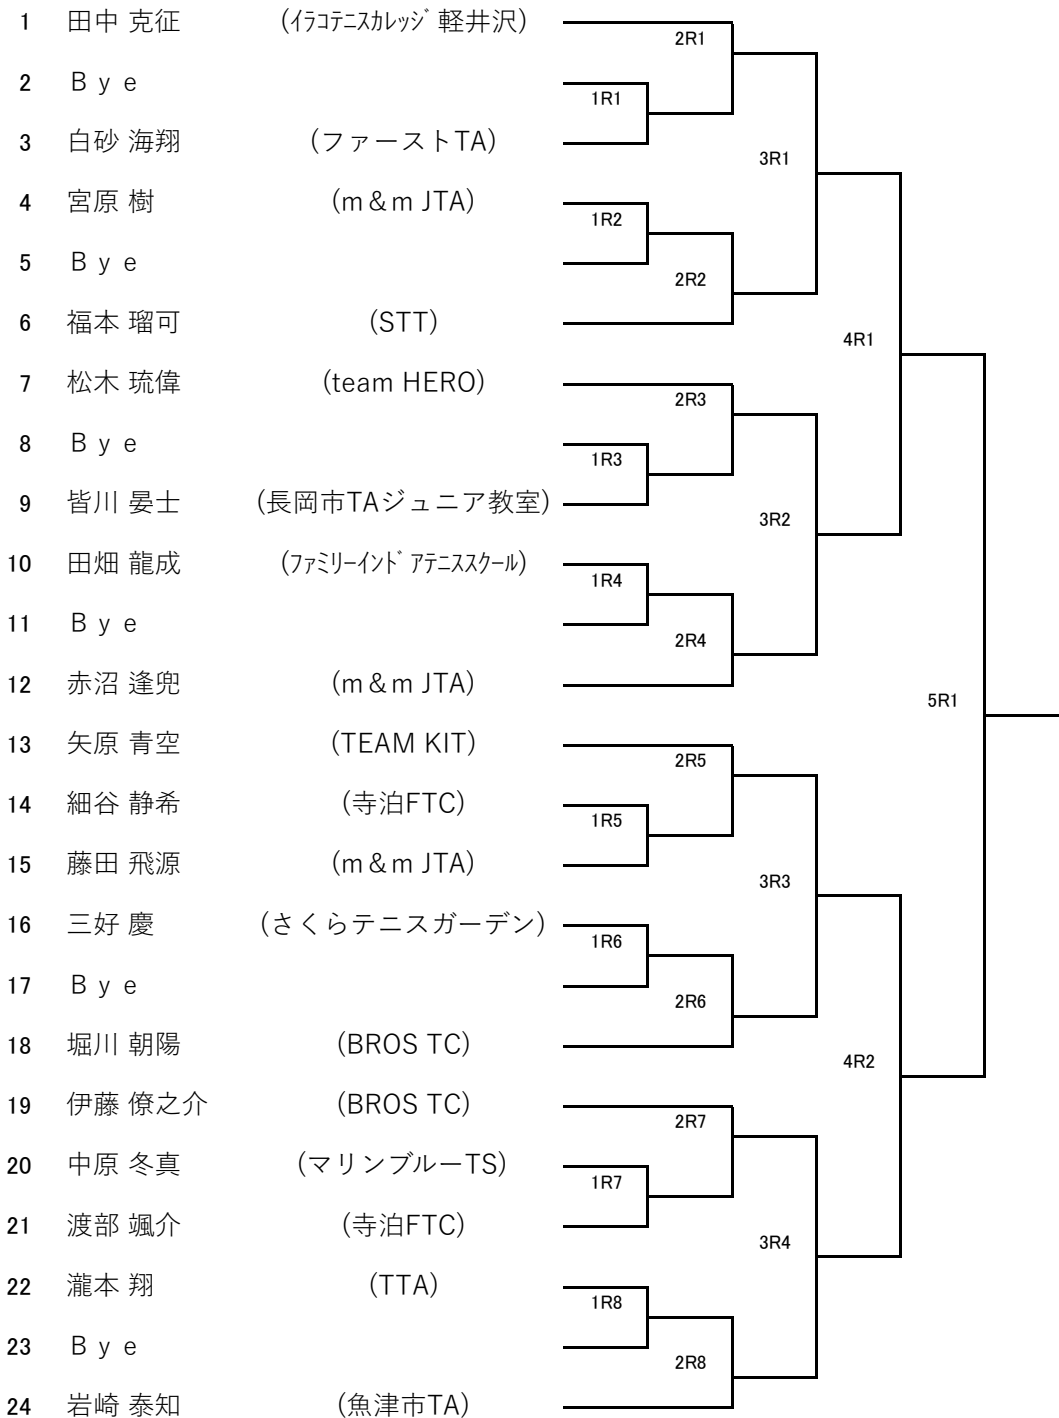 1 田中 克征 (イラコテニスカレッジ 軽井沢)
2R1
2 Ｂｙｅ
1R1
3 白砂 海翔 (ファーストTA)
3R1
4 宮原 樹 (m＆m JTA)
1R2
5 Ｂｙｅ
2R2
6 福本 瑠可 (STT)
4R1
7 松木 琉偉 (team HERO)
2R3
8 Ｂｙｅ
1R3
9 皆川 晏士 (長岡市TAジュニア教室)
3R2
10 田畑 龍成 (ファミリーインドアテニススクール)
1R4
11 Ｂｙｅ
2R4
12 赤沼 逢兜 (m＆m JTA)
5R1
13 矢原 青空 (TEAM KIT)
2R5
14 細谷 静希 (寺泊FTC)
1R5
15 藤田 飛源 (m＆m JTA)
3R3
16 三好 慶 (さくらテニスガーデン)
1R6
17 Ｂｙｅ
2R6
18 堀川 朝陽 (BROS TC)
4R2
19 伊藤 僚之介 (BROS TC)
2R7
20 中原 冬真 (マリンブルーTS)
1R7
21 渡部 颯介 (寺泊FTC)
3R4
22 瀧本 翔 (TTA)
1R8
23 Ｂｙｅ
2R8
24 岩崎 泰知 (魚津市TA)